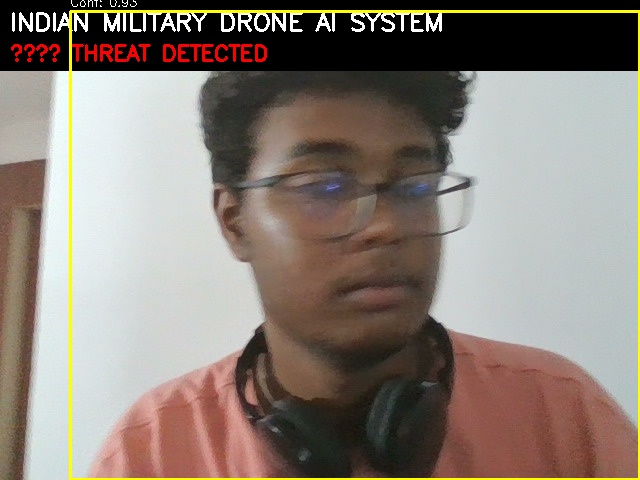 Conf: 0.93
INDIAN MILITARY DRONE AI SYSTEM
???? THREAT DETECTED